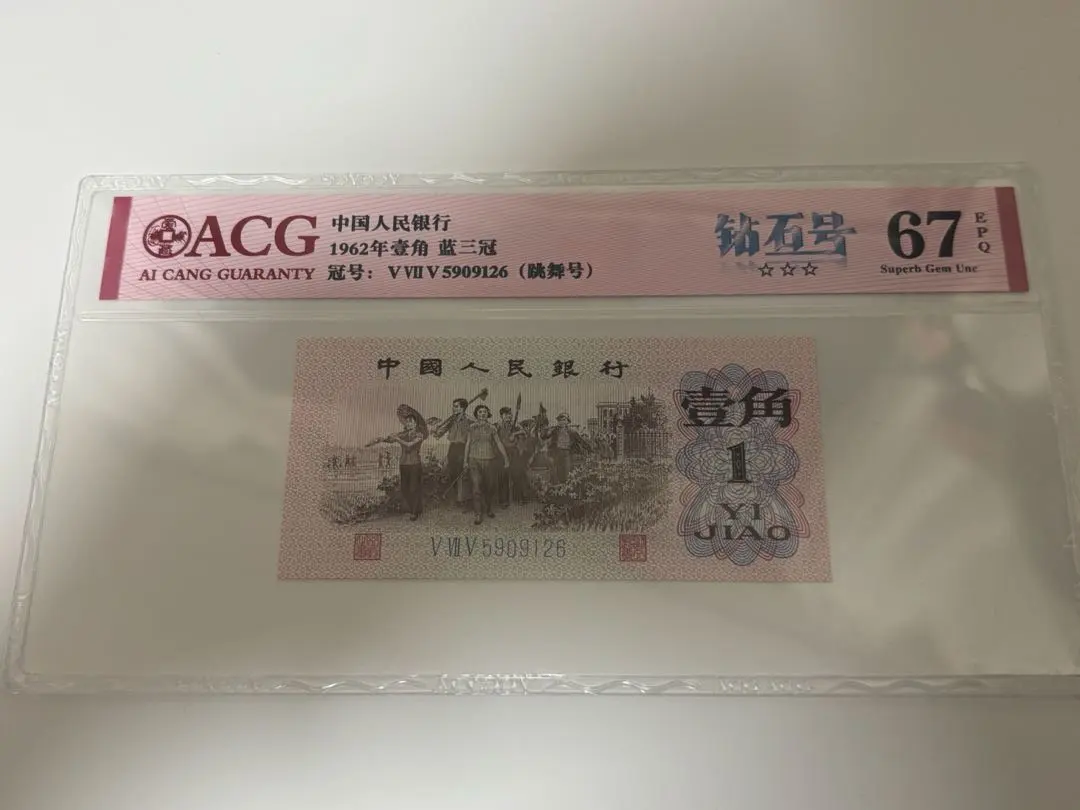 ACG
AI CANG GUARANTY
中国人民银行
1962年壹角 蓝三冠
冠号：ⅤⅦⅤ5909126（跳舞号）
钻石号
☆☆☆
67
EPQ
Superb Gem Unc
中國人民銀行
壹角
1
YI
JIAO
ⅤⅦⅤ5909126